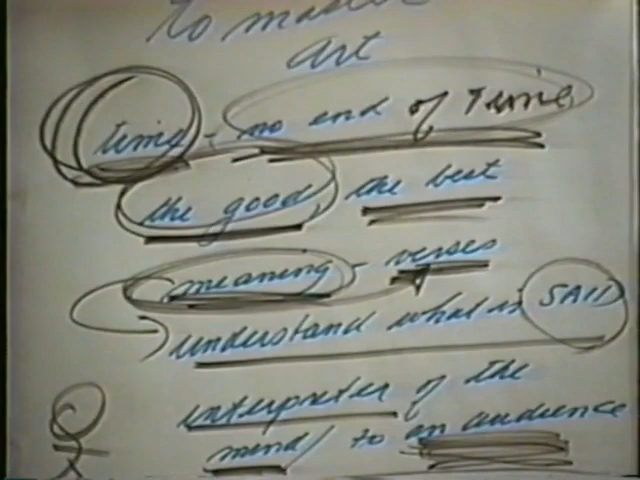 to master
art
time - no end of Time
the good, the best
meaning - verses
understand what is SAID
interpreter of the
mind/ to an audience